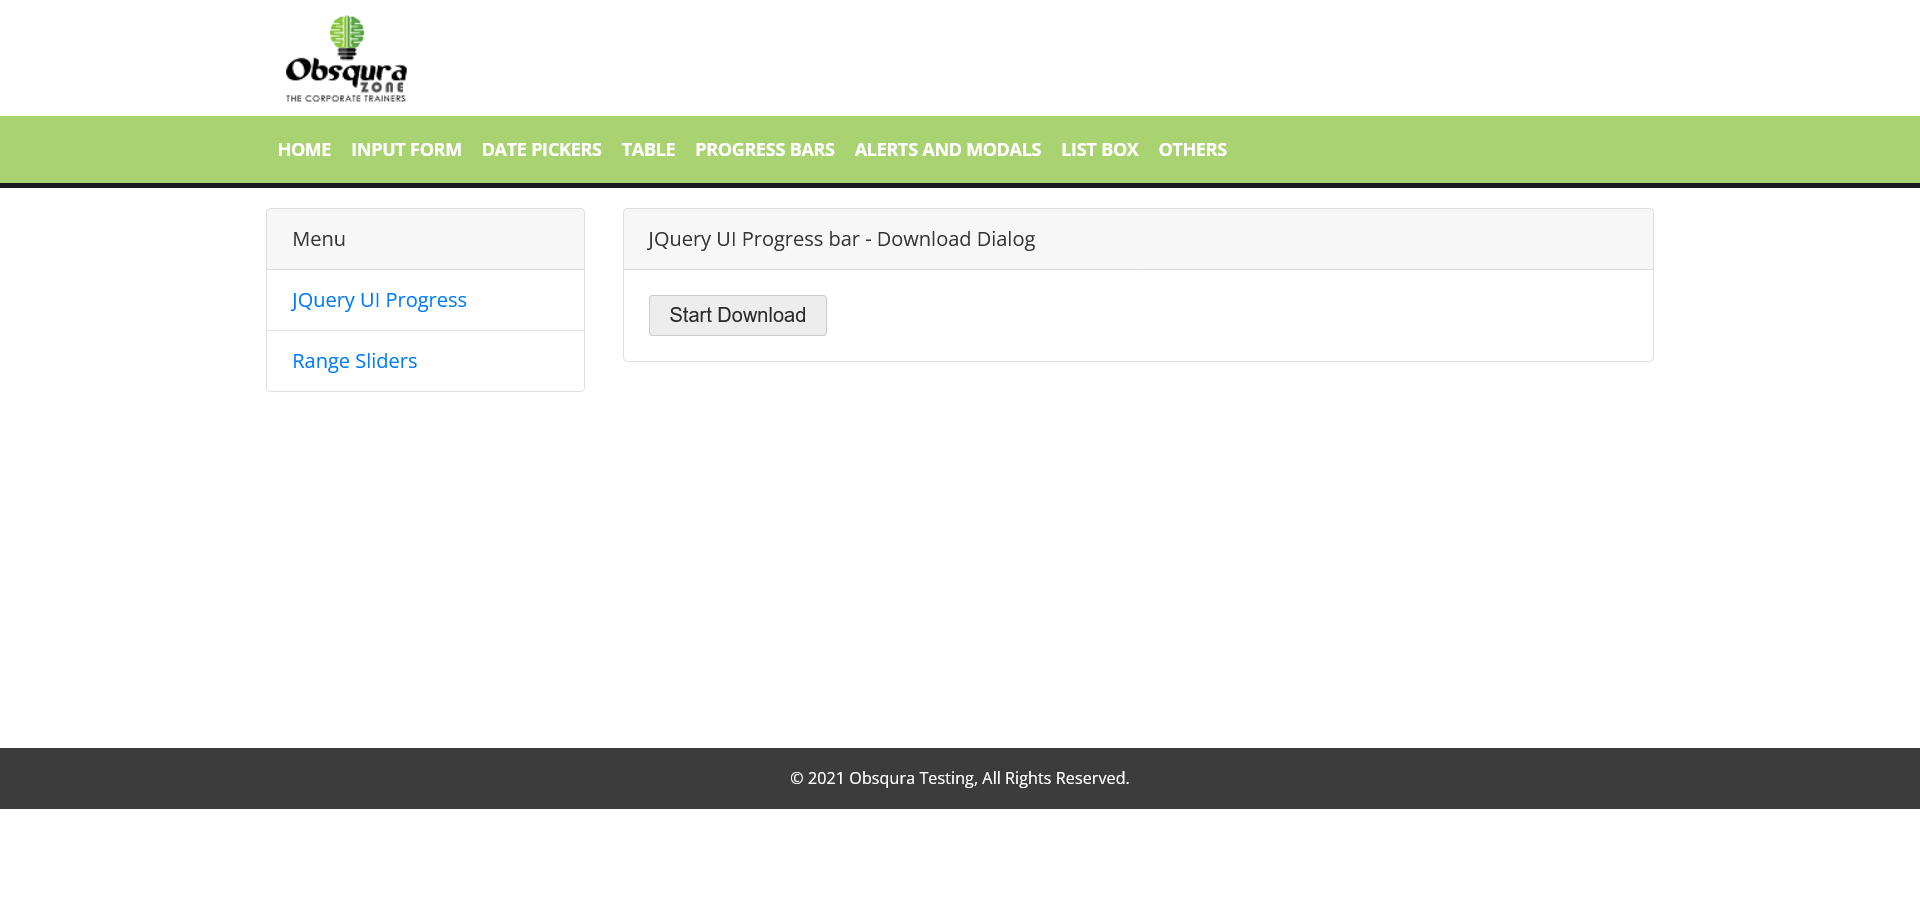 Obsqura
ZONE
THE CORPORATE TRAINERS
HOME INPUT FORM DATE PICKERS TABLE PROGRESS BARS ALERTS AND MODALS LIST BOX OTHERS
Menu
JQuery UI Progress
Range Sliders
JQuery UI Progress bar - Download Dialog
Start Download
© 2021 Obsqura Testing, All Rights Reserved.